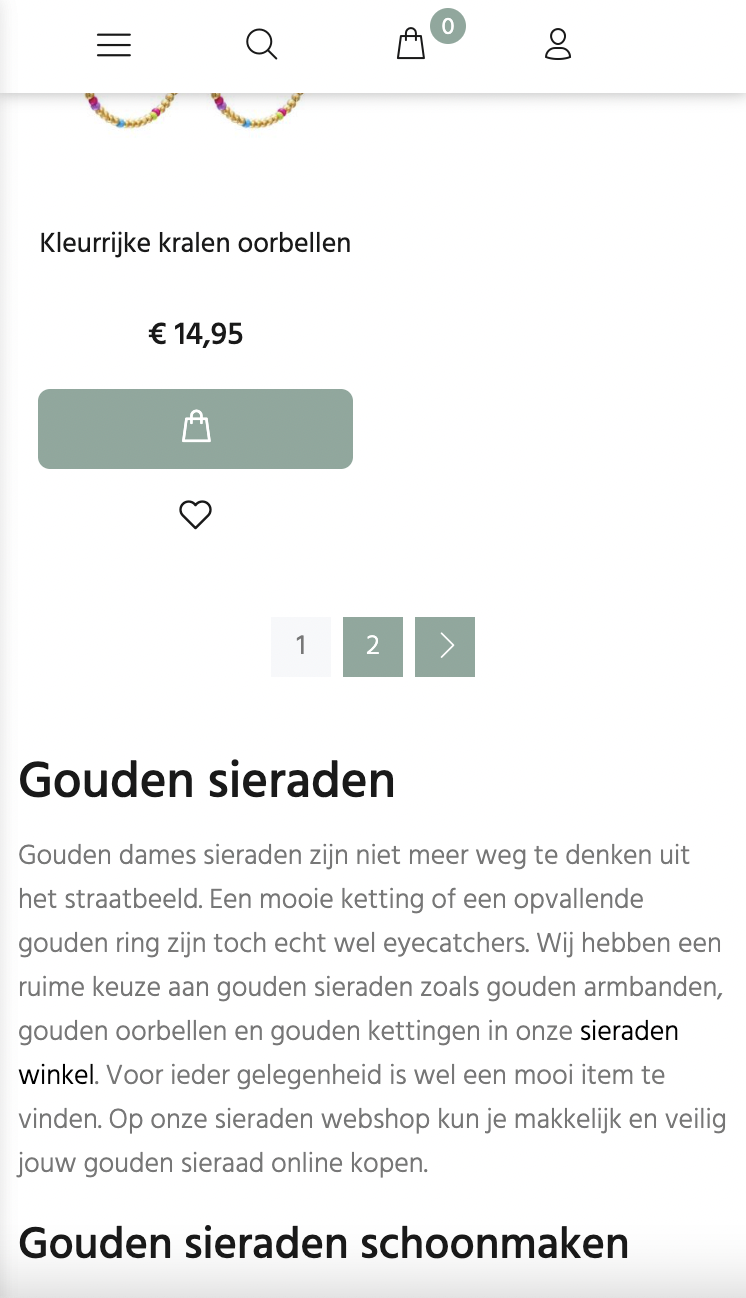 0
Kleurrijke kralen oorbellen
€ 14,95
1 2
Gouden sieraden
Gouden dames sieraden zijn niet meer weg te denken uit
het straatbeeld. Een mooie ketting of een opvallende
gouden ring zijn toch echt wel eyecatchers. Wij hebben een
ruime keuze aan gouden sieraden zoals gouden armbanden,
gouden oorbellen en gouden kettingen in onze sieraden
winkel. Voor ieder gelegenheid is wel een mooi item te
vinden. Op onze sieraden webshop kun je makkelijk en veilig
jouw gouden sieraad online kopen.
Gouden sieraden schoonmaken